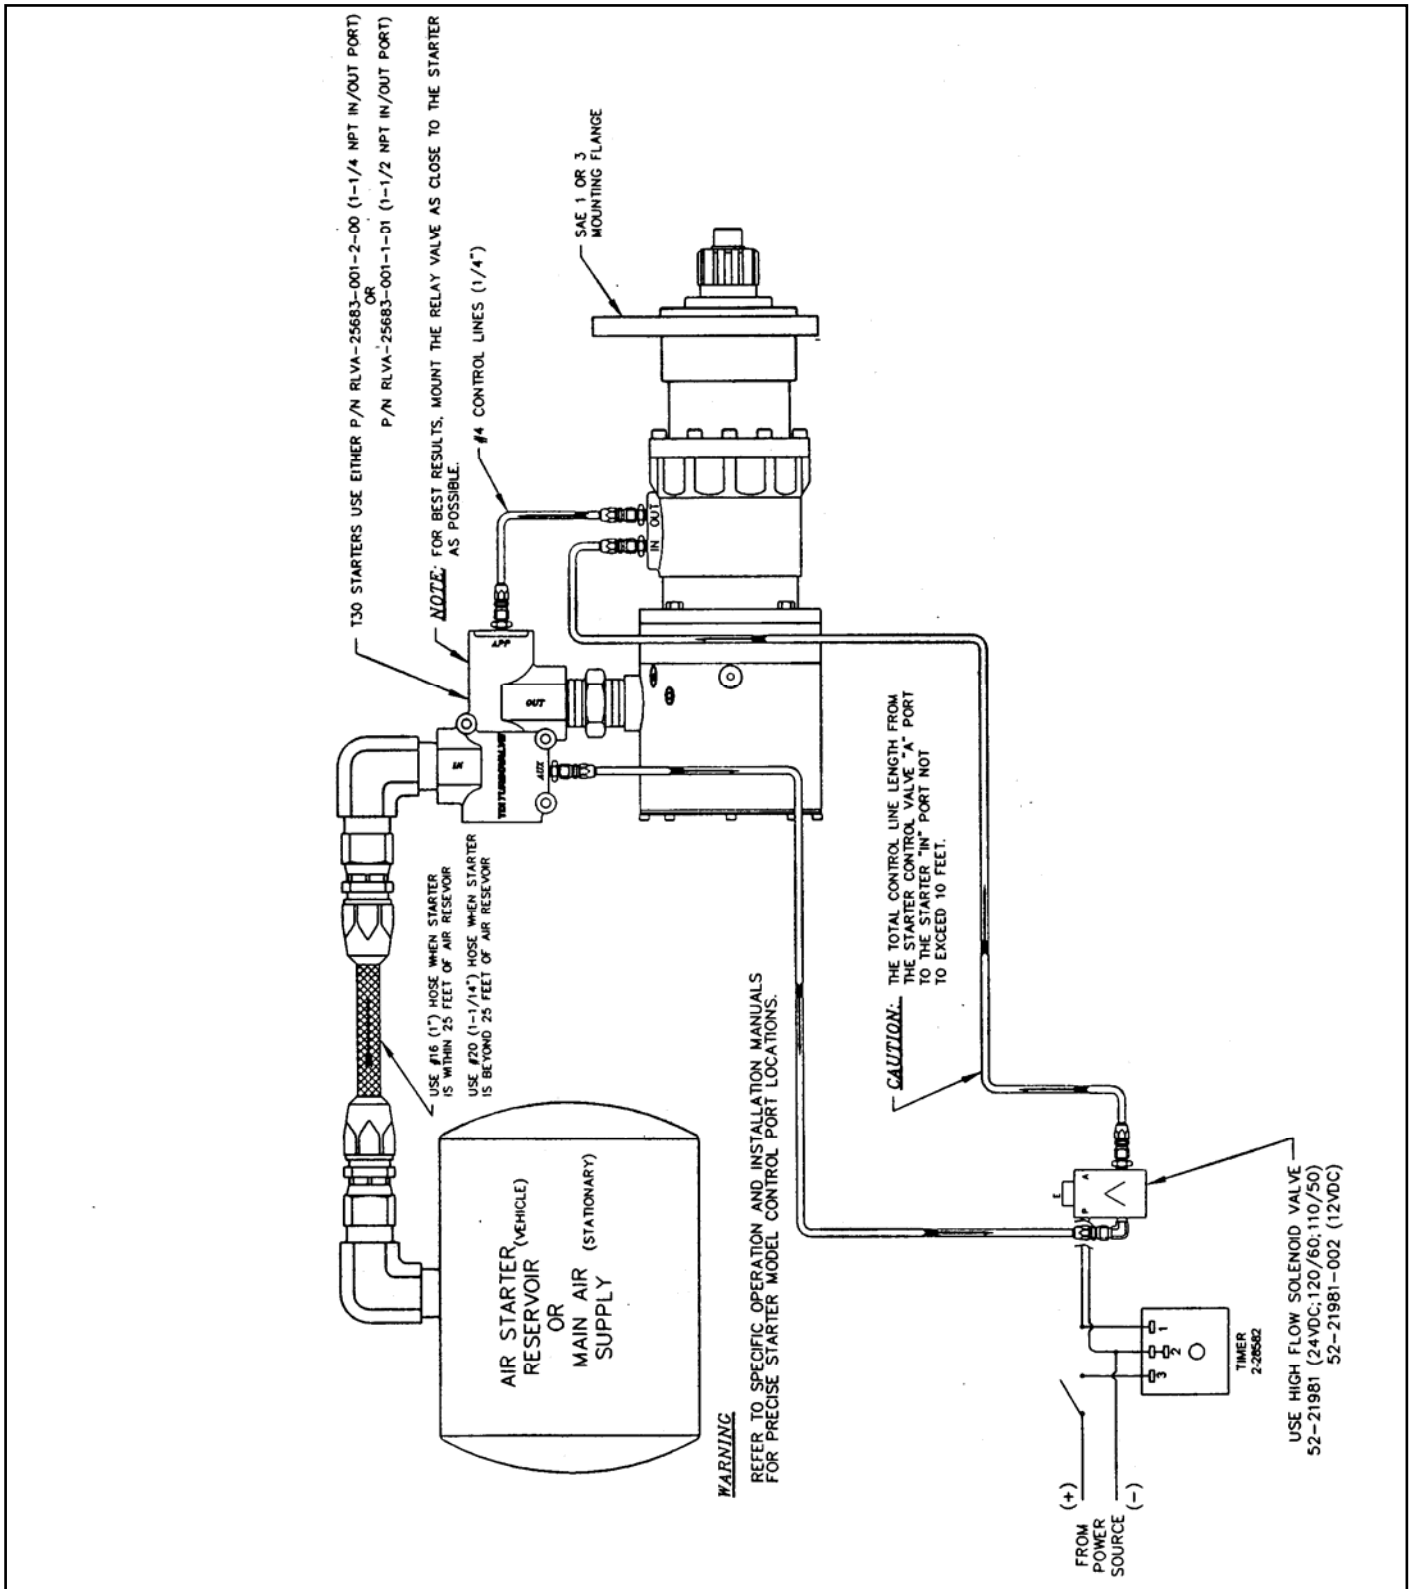 T30 STARTERS USE EITHER P/N RLVA-25683-001-2-00 (1-1/4 NPT IN/OUT PORT)
OR
P/N RLVA-25683-001-1-01 (1-1/2 NPT IN/OUT PORT)
NOTE: FOR BEST RESULTS, MOUNT THE RELAY VALVE AS CLOSE TO THE STARTER
AS POSSIBLE.
#4 CONTROL LINES (1/4")
SAE 1 OR 3
MOUNTING FLANGE
APP
OUT
IN
AUX
TDI TURBOVALVE
IN
OUT
USE #16 (1") HOSE WHEN STARTER
IS WITHIN 25 FEET OF AIR RESEVOIR
USE #20 (1-1/14") HOSE WHEN STARTER
IS BEYOND 25 FEET OF AIR RESEVOIR
AIR STARTER
RESERVOIR (VEHICLE)
OR
MAIN AIR (STATIONARY)
SUPPLY
WARNING
REFER TO SPECIFIC OPERATION AND INSTALLATION MANUALS
FOR PRECISE STARTER MODEL CONTROL PORT LOCATIONS.
CAUTION: THE TOTAL CONTROL LINE LENGTH FROM
THE STARTER CONTROL VALVE "A" PORT
TO THE STARTER "IN" PORT NOT
TO EXCEED 10 FEET.
E
P
A
1
2
3
TIMER
2-28582
(+)
FROM
POWER
SOURCE
(-)
USE HIGH FLOW SOLENOID VALVE
52-21981 (24VDC;120/60;110/50)
52-21981-002 (12VDC)